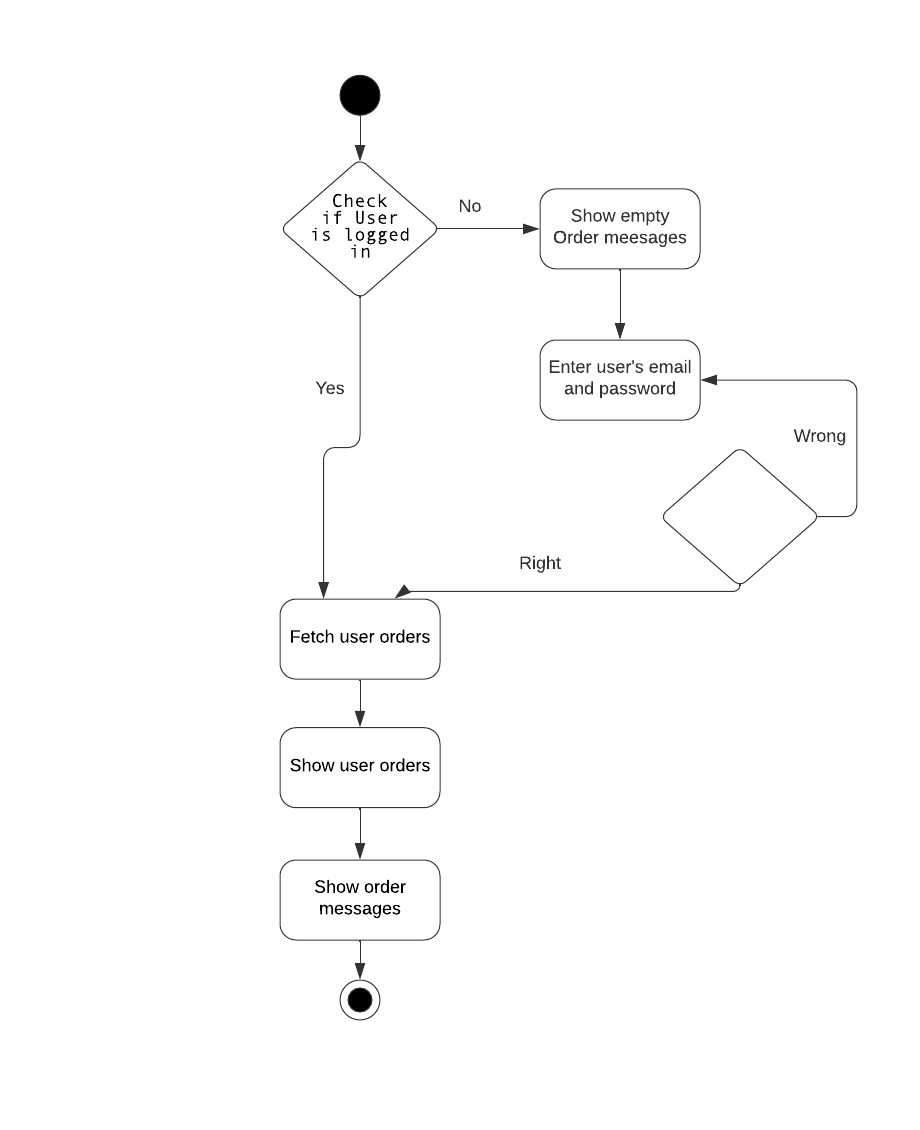 Check
if User
is logged
in
No
Show empty
Order meesages
Enter user's email
and password
Yes
Wrong
Right
Fetch user orders
Show user orders
Show order
messages